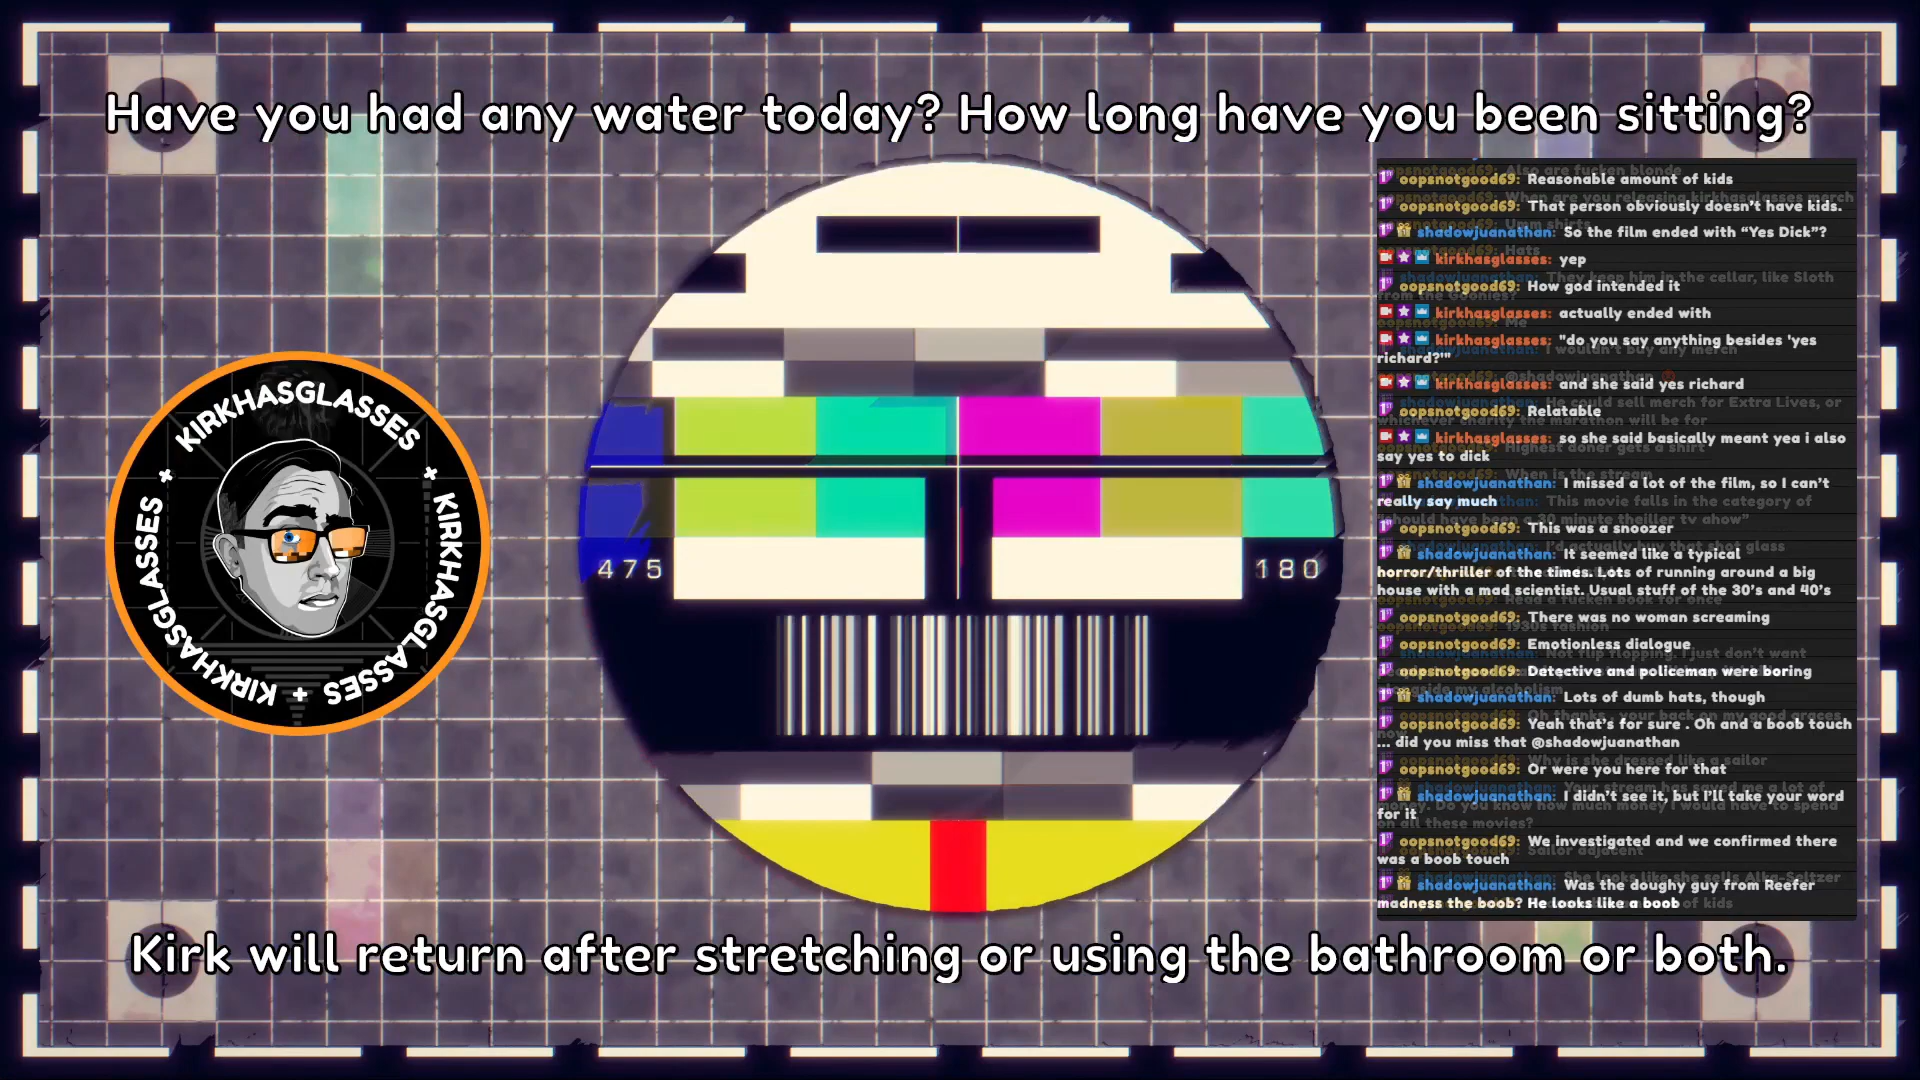 Have you had any water today? How long have you been sitting?
KIRKHASGLASSES + KIRKHASGLASSES + KIRKHASGLASSES +
475
180
oopsnotgood69: Reasonable amount of kids
oopsnotgood69: That person obviously doesn't have kids.
shadowjuanathan: So the film ended with “Yes Dick”?
kirkhasglasses: yep
oopsnotgood69: How god intended it
kirkhasglasses: actually ended with
kirkhasglasses: "do you say anything besides 'yes
richard?'"
kirkhasglasses: and she said yes richard
oopsnotgood69: Relatable
kirkhasglasses: so she said basically meant yea i also
say yes to dick
shadowjuanathan: I missed a lot of the film, so I can’t
really say much
oopsnotgood69: This was a snoozer
shadowjuanathan: It seemed like a typical
horror/thriller of the times. Lots of running around a big
house with a mad scientist. Usual stuff of the 30’s and 40’s
oopsnotgood69: There was no woman screaming
oopsnotgood69: Emotionless dialogue
oopsnotgood69: Detective and policeman were boring
shadowjuanathan: Lots of dumb hats, though
oopsnotgood69: Yeah that’s for sure . Oh and a boob touch
... did you miss that @shadowjuanathan
oopsnotgood69: Or were you here for that
shadowjuanathan: I didn’t see it, but I’ll take your word
for it
oopsnotgood69: We investigated and we confirmed there
was a boob touch
shadowjuanathan: Was the doughy guy from Reefer
madness the boob? He looks like a boob
Kirk will return after stretching or using the bathroom or both.